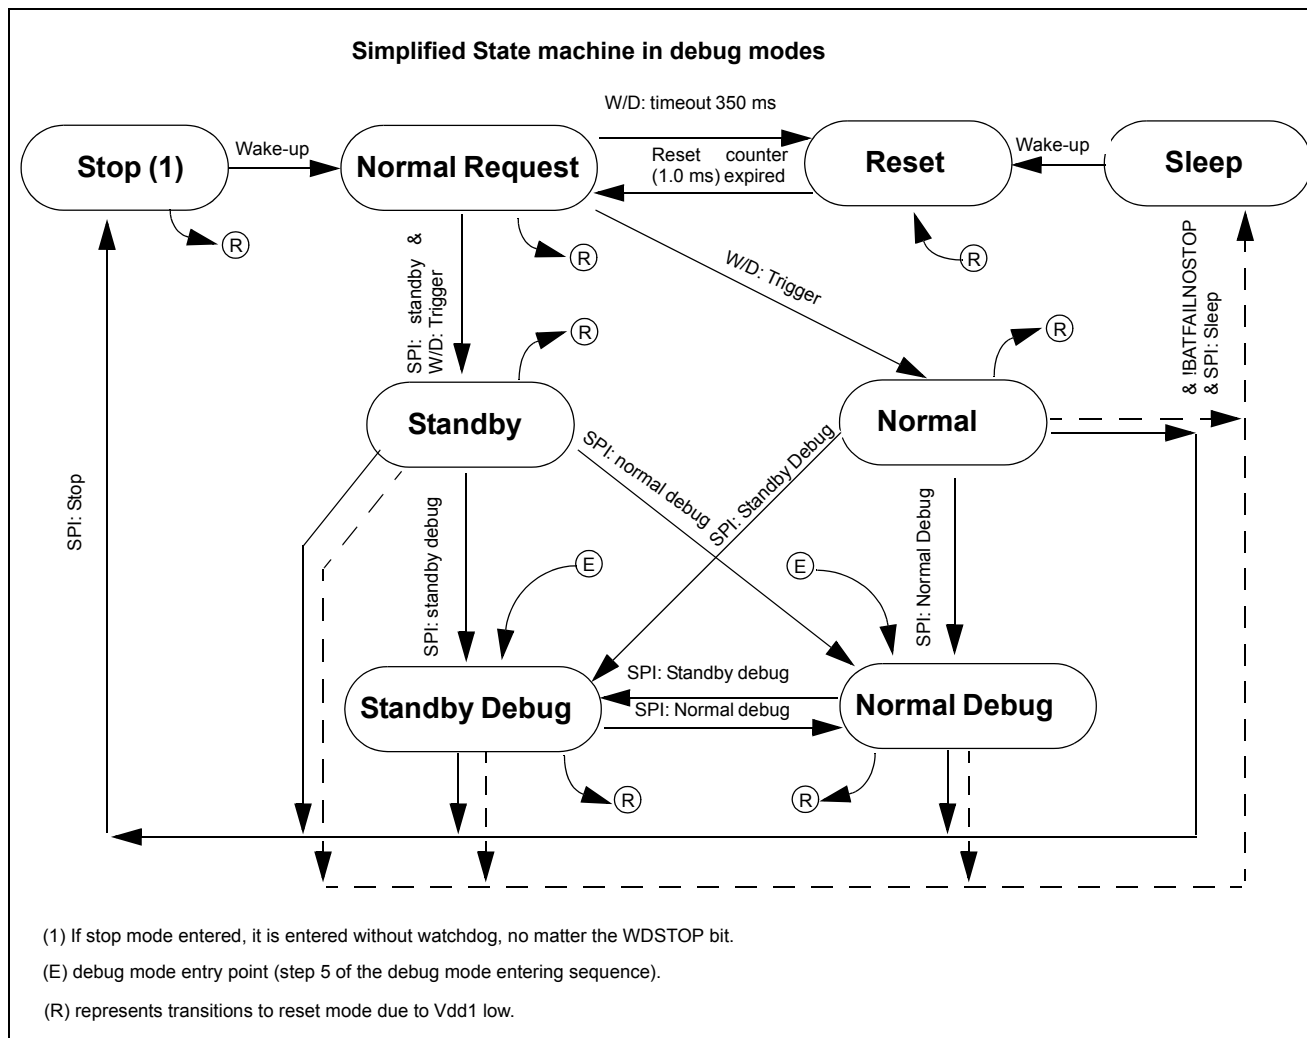 Simplified State machine in debug modes
W/D: timeout 350 ms
Stop (1)
Wake-up
Normal Request
Reset counter
(1.0 ms) expired
Reset
Wake-up
Sleep
R
R
R
SPI: standby &
W/D: Trigger
W/D: Trigger
R
R
& !BATFAILNOSTOP
& SPI: Sleep
Standby
Normal
SPI: Stop
SPI: standby debug
SPI: normal debug
SPI: Standby Debug
SPI: Normal Debug
E
E
Standby Debug
SPI: Standby debug
SPI: Normal debug
Normal Debug
R
R
(1) If stop mode entered, it is entered without watchdog, no matter the WDSTOP bit.
(E) debug mode entry point (step 5 of the debug mode entering sequence).
(R) represents transitions to reset mode due to Vdd1 low.